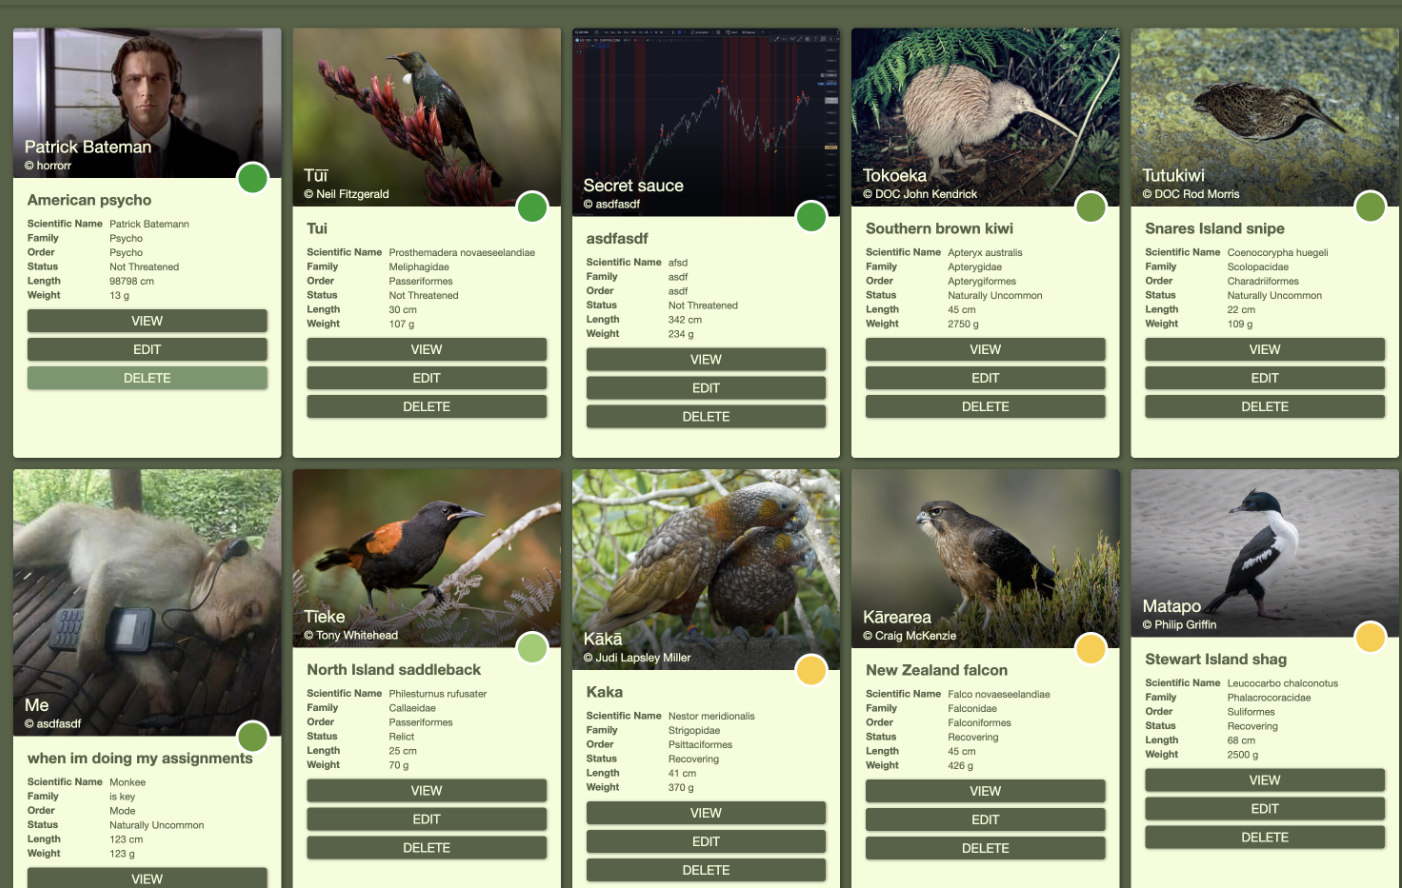 Patrick Bateman
© horrorr
American psycho
Scientific Name Patrick Batemann
Family Psycho
Order Psycho
Status Not Threatened
Length 98798 cm
Weight 13 g
VIEW
EDIT
DELETE
Tūī
© Neil Fitzgerald
Tui
Scientific Name Prosthemadera novaeseelandiae
Family Meliphagidae
Order Passeriformes
Status Not Threatened
Length 30 cm
Weight 107 g
VIEW
EDIT
DELETE
Secret sauce
© asdfasdf
asdfasdf
Scientific Name afsd
Family asdf
Order asdf
Status Not Threatened
Length 342 cm
Weight 234 g
VIEW
EDIT
DELETE
Tokoeka
© DOC John Kendrick
Southern brown kiwi
Scientific Name Apteryx australis
Family Apterygidae
Order Apterygiformes
Status Naturally Uncommon
Length 45 cm
Weight 2750 g
VIEW
EDIT
DELETE
Tutukiwi
© DOC Rod Morris
Snares Island snipe
Scientific Name Coenocorypha huegeli
Family Scolopacidae
Order Charadriiformes
Status Naturally Uncommon
Length 22 cm
Weight 109 g
VIEW
EDIT
DELETE
Me
© asdfasdf
when im doing my assignments
Scientific Name Monkee
Family is key
Order Mode
Status Naturally Uncommon
Length 123 cm
Weight 123 g
VIEW
Tīeke
© Tony Whitehead
North Island saddleback
Scientific Name Philesturnus rufusater
Family Callaeidae
Order Passeriformes
Status Relict
Length 25 cm
Weight 70 g
VIEW
EDIT
DELETE
Kākā
© Judi Lapsley Miller
Kaka
Scientific Name Nestor meridionalis
Family Strigopidae
Order Psittaciformes
Status Recovering
Length 41 cm
Weight 370 g
VIEW
EDIT
DELETE
Kārearea
© Craig McKenzie
New Zealand falcon
Scientific Name Falco novaeseelandiae
Family Falconidae
Order Falconiformes
Status Recovering
Length 45 cm
Weight 426 g
VIEW
EDIT
DELETE
Matapo
© Philip Griffin
Stewart Island shag
Scientific Name Leucocarbo chalconotus
Family Phalacrocoracidae
Order Suliformes
Status Recovering
Length 68 cm
Weight 2500 g
VIEW
EDIT
DELETE